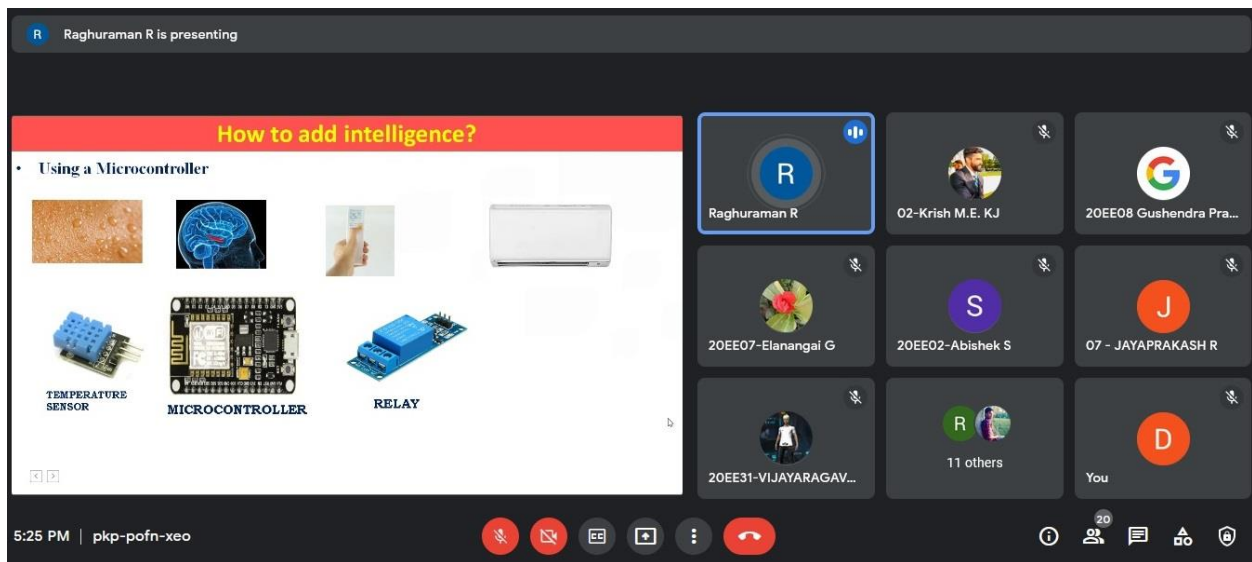 R Raghuraman R is presenting
How to add intelligence?
• Using a Microcontroller
TEMPERATURE
SENSOR
MICROCONTROLLER
RELAY
R
Raghuraman R
02-Krish M.E. KJ
G
20EE08 Gushendra Pra...
20EE07-Elanangai G
S
20EE02-Abishek S
J
07 - JAYAPRAKASH R
20EE31-VIJAYARAGAV...
R
11 others
D
You
5:25 PM | pkp-pofn-xeo
CC
20